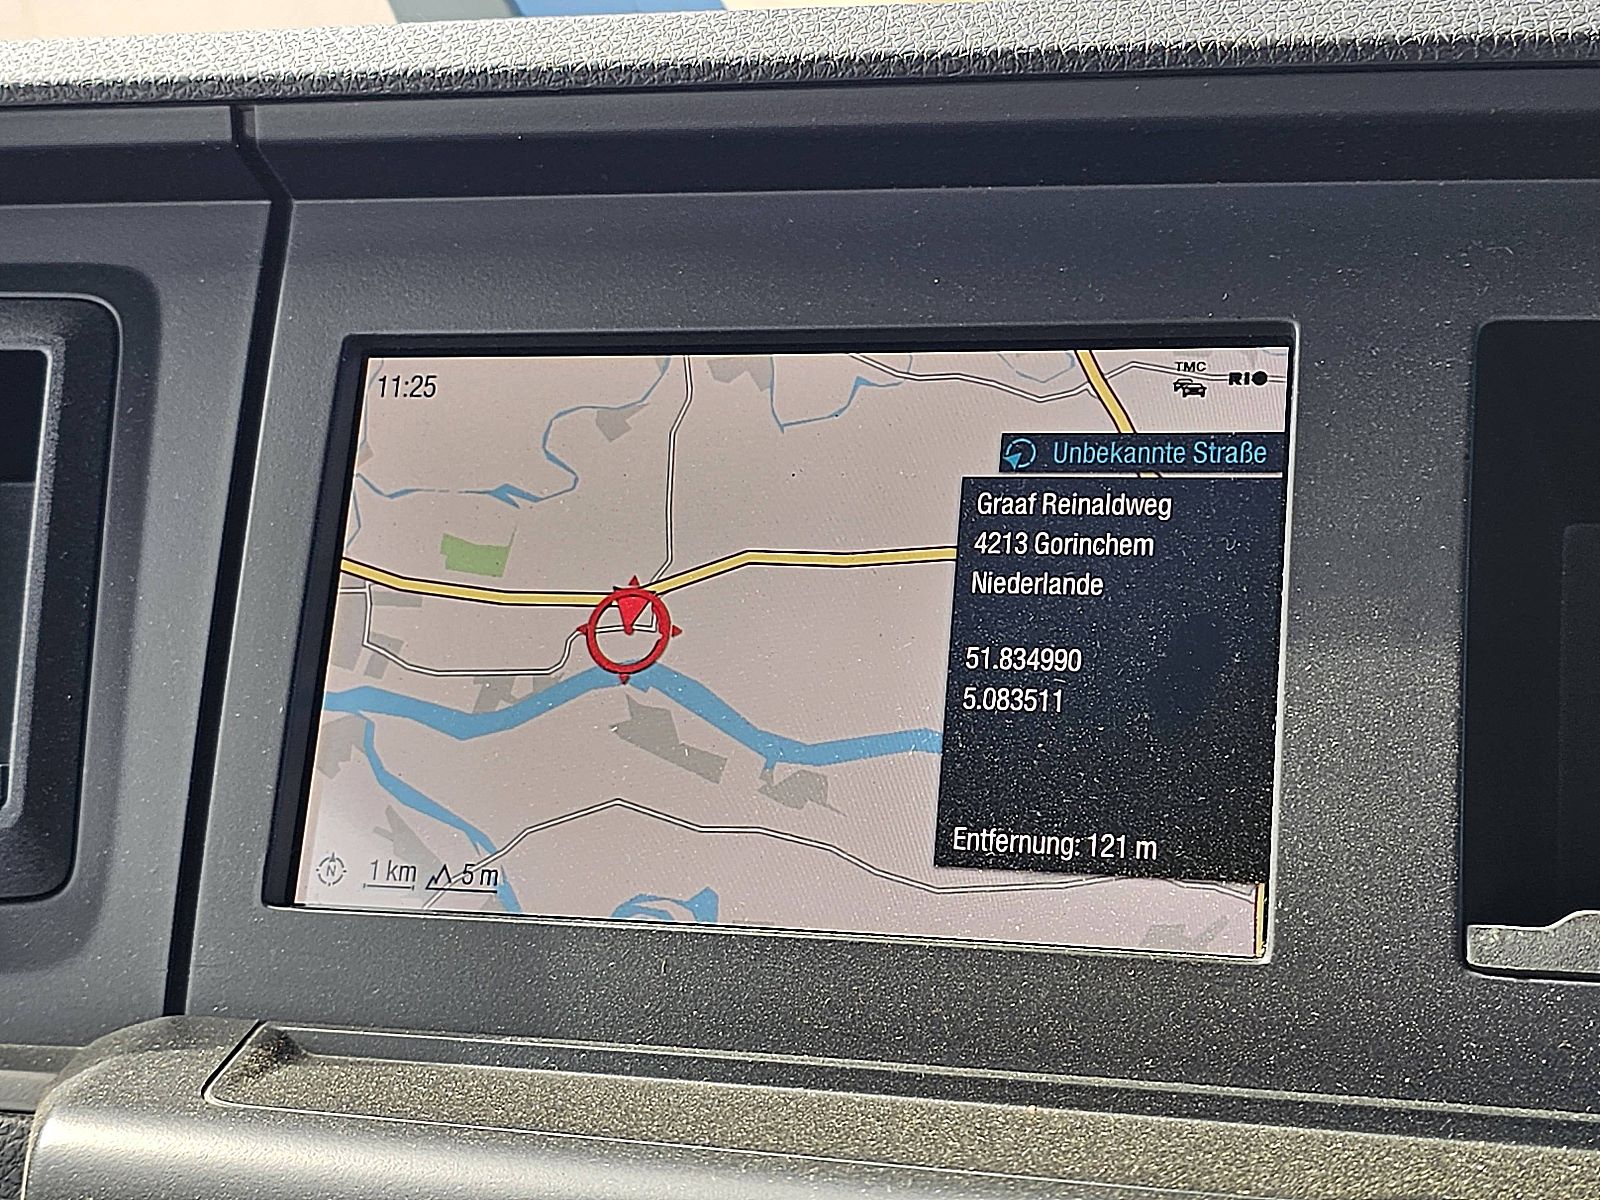 11:25
TMC
RIO
Unbekannte Straße
Graaf Reinaldweg
4213 Gorinchem
Niederlande
51.834990
5.083511
Entfernung: 121 m
N
1 km 5 m